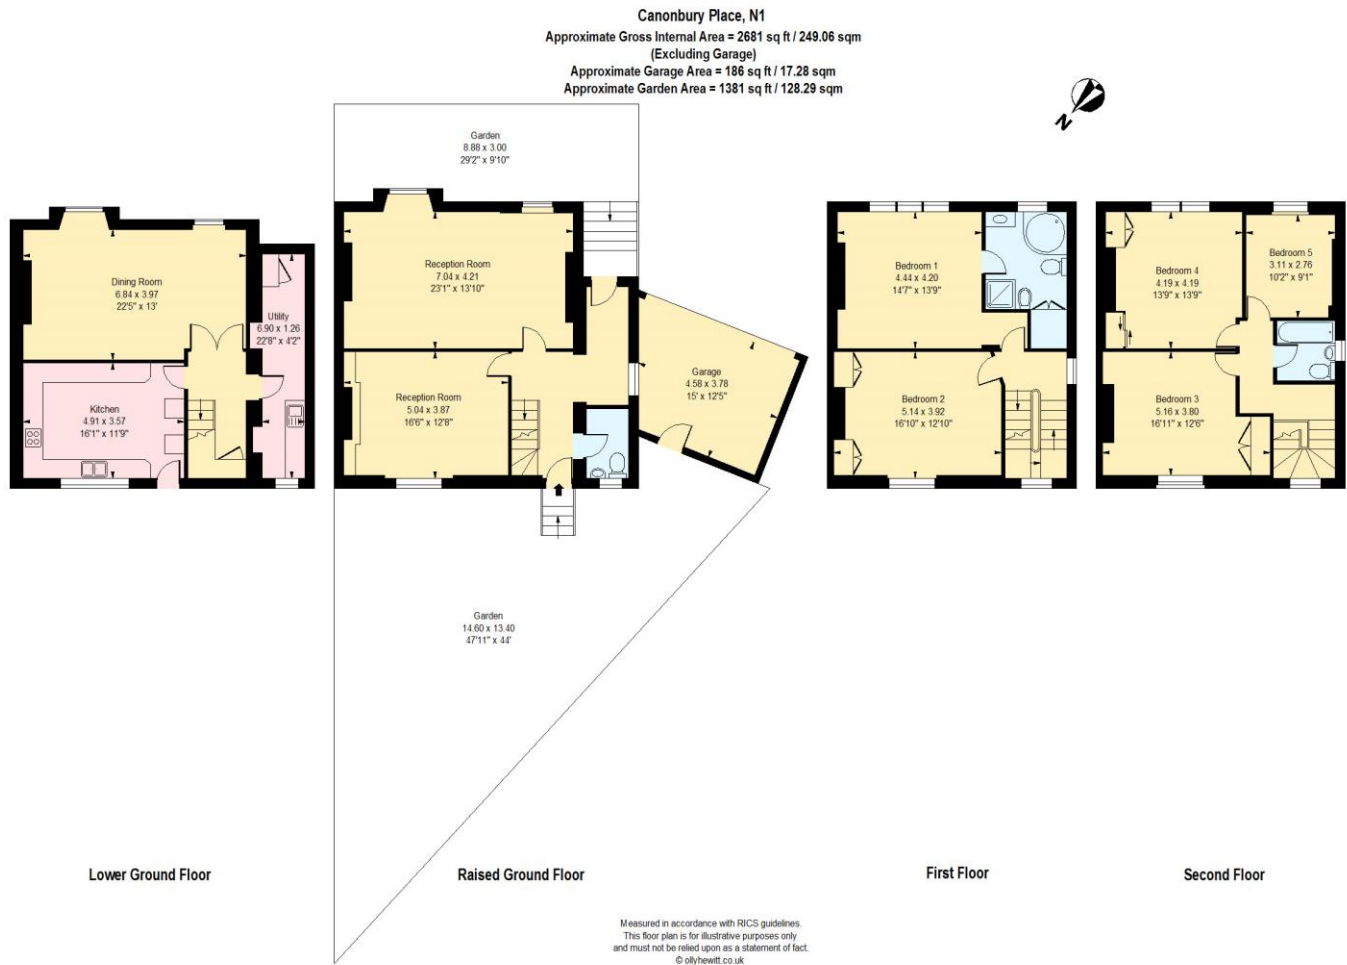 Canonbury Place, N1
Approximate Gross Internal Area = 2681 sq ft / 249.06 sqm
(Excluding Garage)
Approximate Garage Area = 186 sq ft / 17.28 sqm
Approximate Garden Area = 1381 sq ft / 128.29 sqm
N
Dining Room
6.84 x 3.97
22'5" x 13'
Utility
6.90 x 1.26
22'8" x 4'2"
Kitchen
4.91 x 3.57
16'1" x 11'9"
Lower Ground Floor
Garden
8.88 x 3.00
29'2" x 9'10"
Reception Room
7.04 x 4.21
23'1" x 13'10"
Reception Room
5.04 x 3.87
16'6" x 12'8"
Garage
4.58 x 3.78
15' x 12'5"
Garden
14.60 x 13.40
47'11" x 44'
Raised Ground Floor
Bedroom 1
4.44 x 4.20
14'7" x 13'9"
Bedroom 2
5.14 x 3.92
16'10" x 12'10"
First Floor
Bedroom 4
4.19 x 4.19
13'9" x 13'9"
Bedroom 5
3.11 x 2.76
10'2" x 9'1"
Bedroom 3
5.16 x 3.80
16'11" x 12'6"
Second Floor
Measured in accordance with RICS guidelines.
This floor plan is for illustrative purposes only
and must not be relied upon as a statement of fact.
© ollyhewitt.co.uk